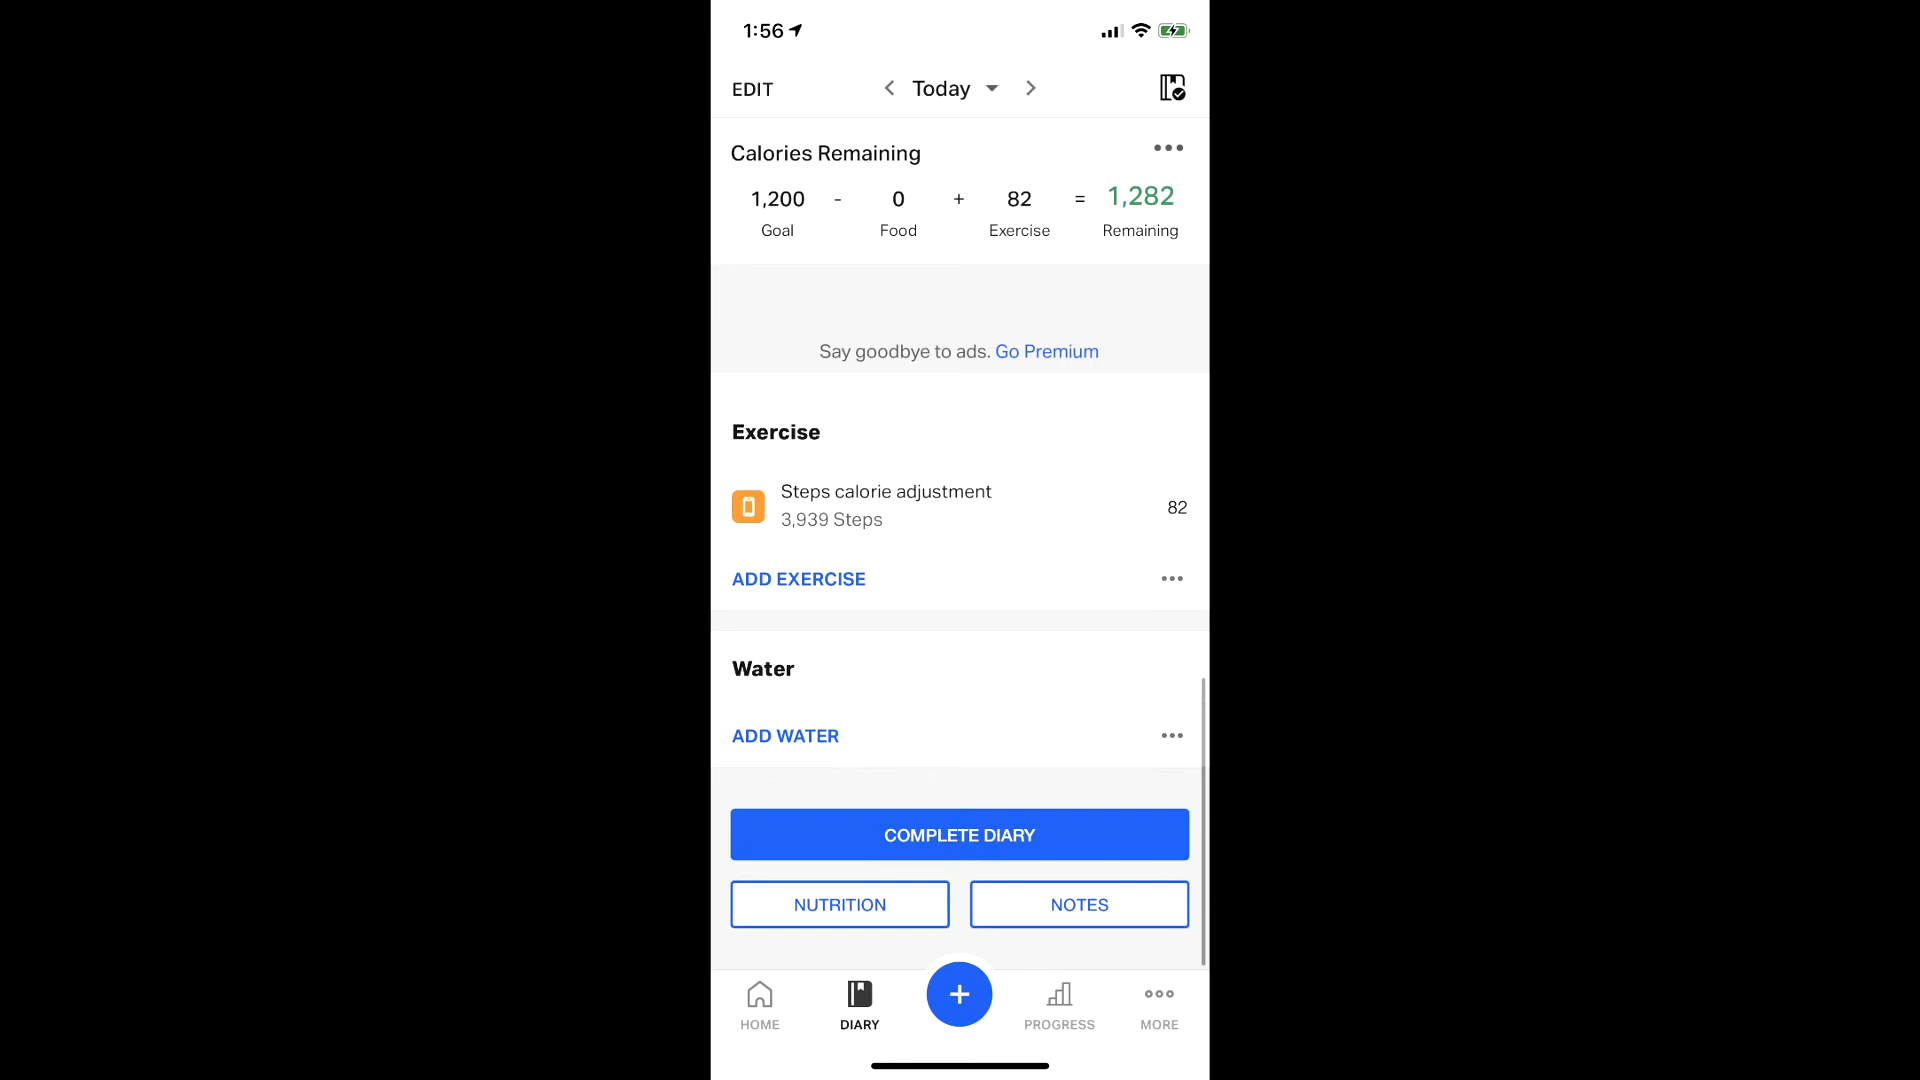 1:56
EDIT
Today
Calories Remaining
1,200 - 0 + 82 = 1,282
Goal Food Exercise Remaining
Say goodbye to ads. Go Premium
Exercise
Steps calorie adjustment
3,939 Steps
82
ADD EXERCISE
Water
ADD WATER
COMPLETE DIARY
NUTRITION NOTES
HOME DIARY PROGRESS MORE